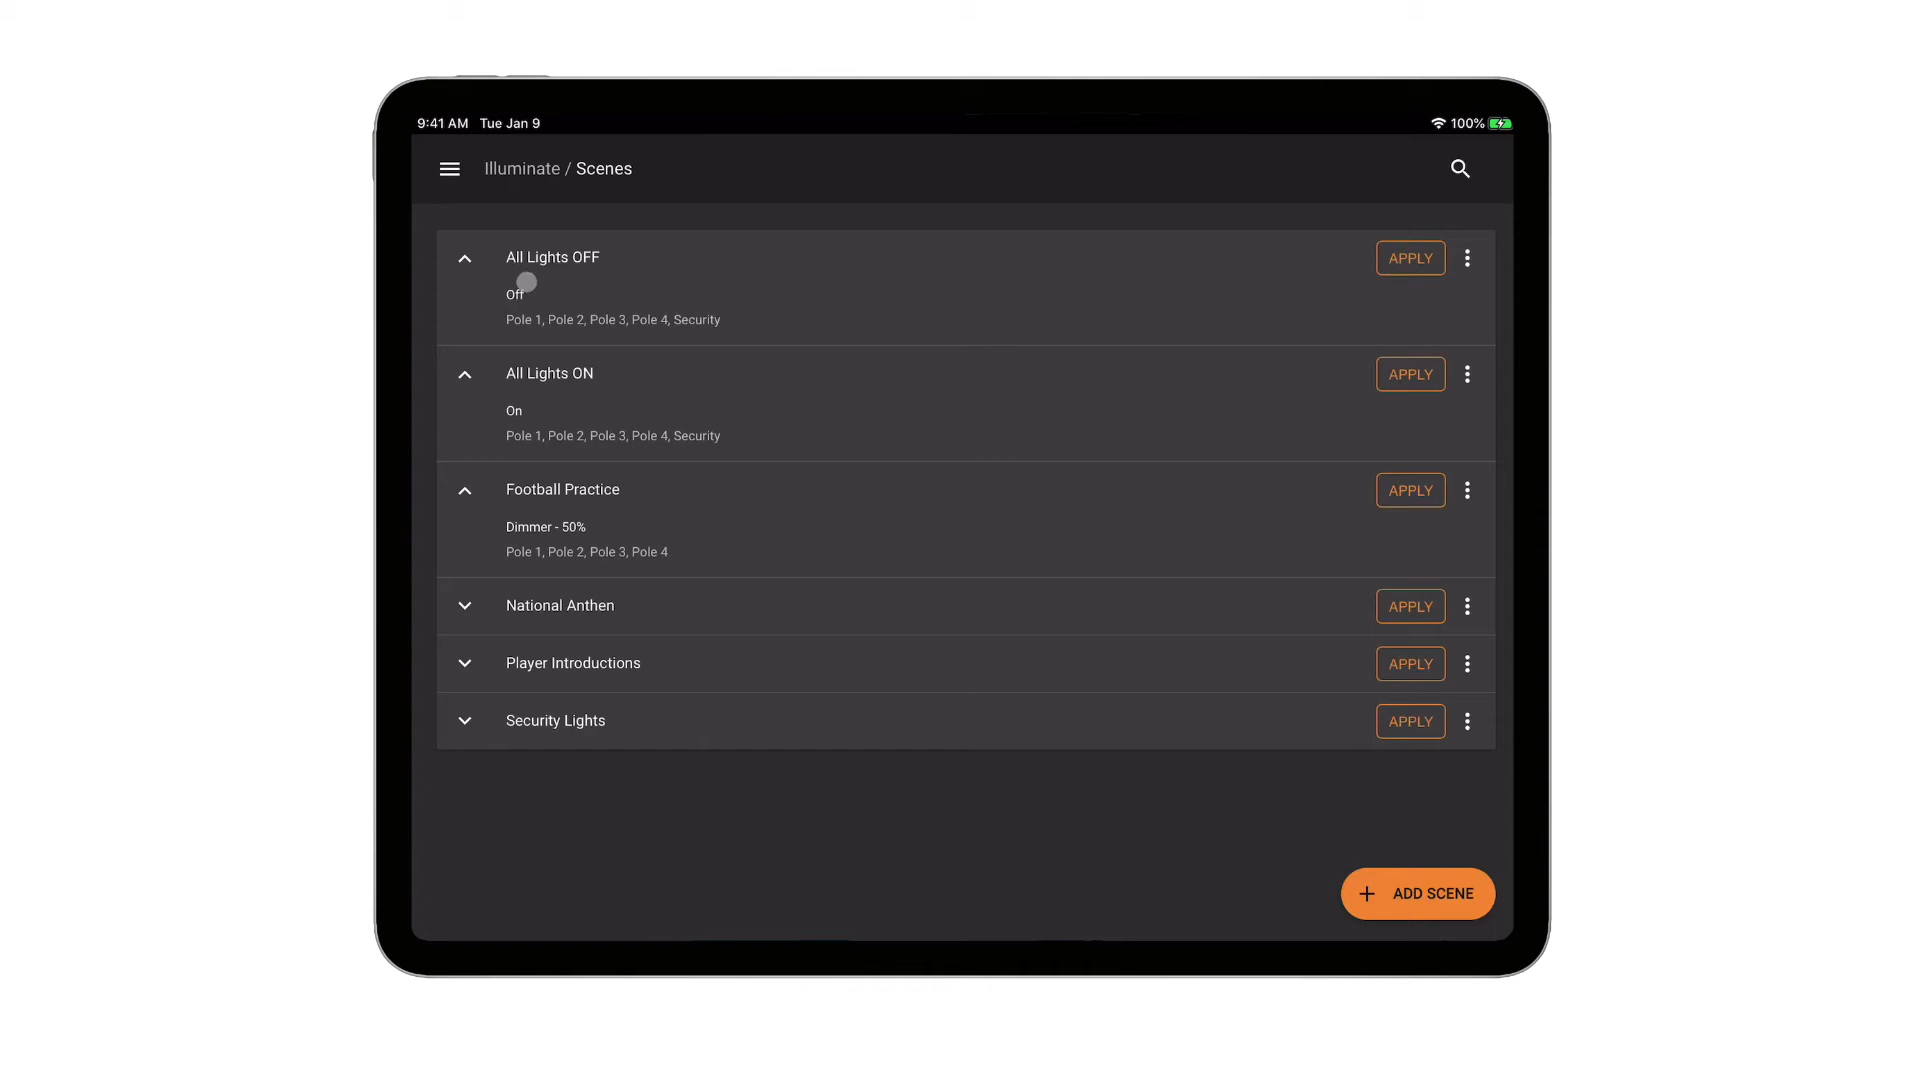 9:41 AM Tue Jan 9 100%
Illuminate / Scenes
All Lights OFF APPLY
Off
Pole 1, Pole 2, Pole 3, Pole 4, Security
All Lights ON APPLY
On
Pole 1, Pole 2, Pole 3, Pole 4, Security
Football Practice APPLY
Dimmer - 50%
Pole 1, Pole 2, Pole 3, Pole 4
National Anthen APPLY
Player Introductions APPLY
Security Lights APPLY
+ ADD SCENE